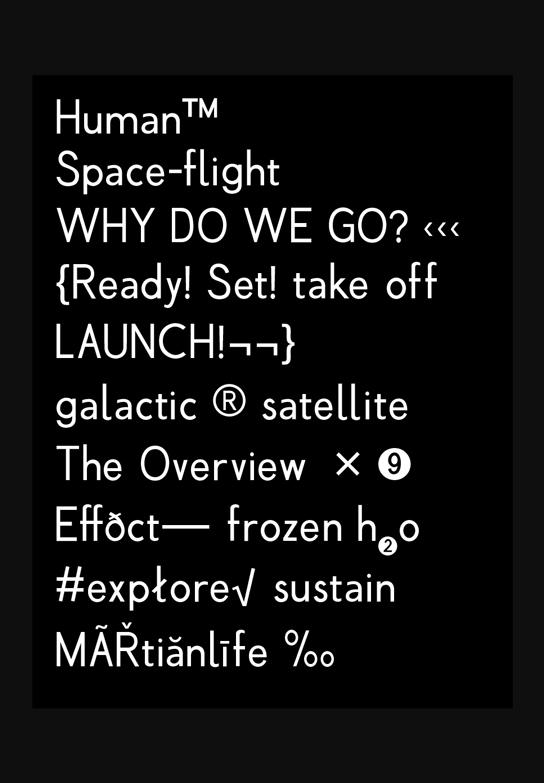 Human™
Space-flight
WHY DO WE GO? ‹‹‹
{Ready! Set! take off
LAUNCH!¬¬}
galactic ® satellite
The Overview × ❾
Effðct— frozen h❷o
#expłore√ sustain
MÃŘtiănlīfe ‰